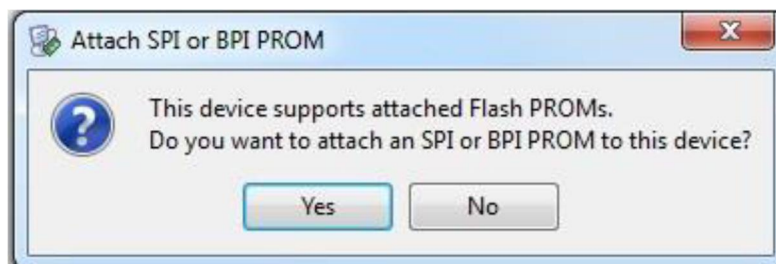 Attach SPI or BPI PROM
This device supports attached Flash PROMs.
Do you want to attach an SPI or BPI PROM to this device?
Yes No